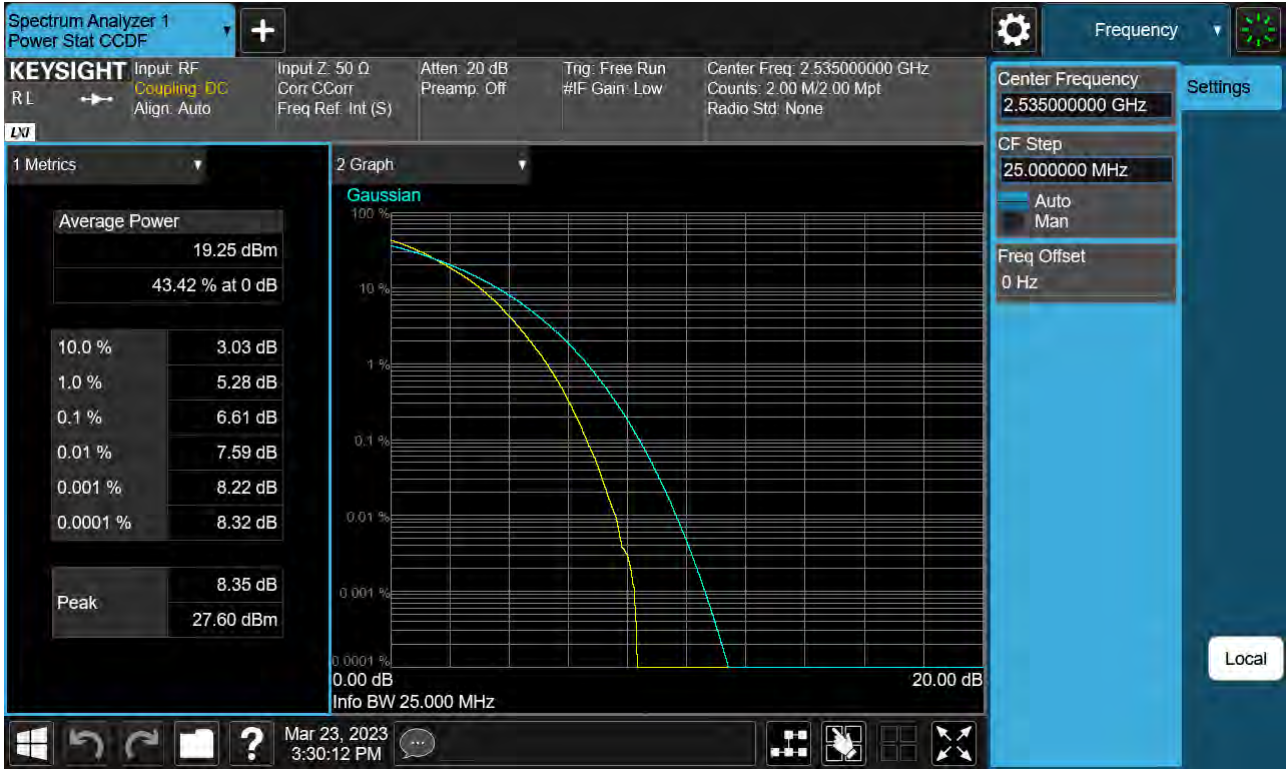 Spectrum Analyzer 1
Power Stat CCDF
Frequency
KEYSIGHT
R L
LXI
Input: RF
Coupling: DC
Align: Auto
Input Z: 50 Ω
Corr CCorr
Freq Ref: Int (S)
Atten: 20 dB
Preamp: Off
Trig: Free Run
#IF Gain: Low
Center Freq: 2.535000000 GHz
Counts: 2.00 M/2.00 Mpt
Radio Std: None
Center Frequency
2.535000000 GHz
Settings
CF Step
25.000000 MHz
Auto
Man
Freq Offset
0 Hz
Local
1 Metrics
Average Power
19.25 dBm
43.42 % at 0 dB
10.0 % 3.03 dB
1.0 % 5.28 dB
0.1 % 6.61 dB
0.01 % 7.59 dB
0.001 % 8.22 dB
0.0001 % 8.32 dB
Peak
8.35 dB
27.60 dBm
2 Graph
Gaussian
100 %
10 %
1 %
0.1 %
0.01 %
0.001 %
0.0001 %
0.00 dB 20.00 dB
Info BW 25.000 MHz
Mar 23, 2023
3:30:12 PM